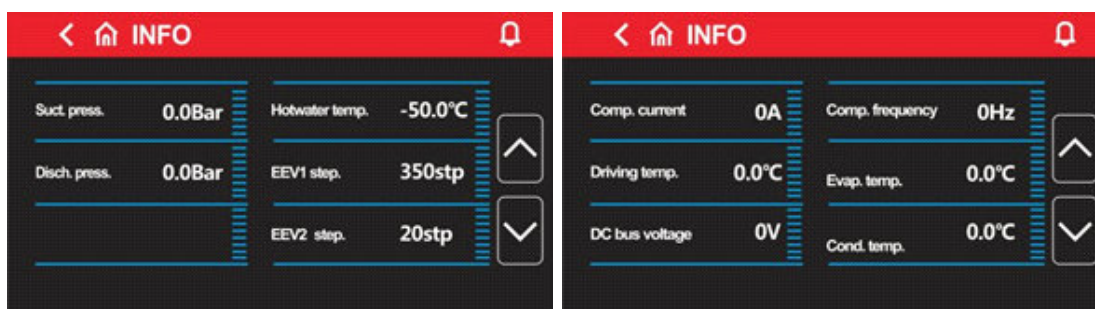 INFO
Suct. press. 0.0Bar
Hotwater temp. -50.0℃
Disch. press. 0.0Bar
EEV1 step. 350stp
EEV2 step. 20stp
INFO
Comp. current 0A
Comp. frequency 0Hz
Driving temp. 0.0℃
Evap. temp. 0.0℃
DC bus voltage 0V
Cond. temp. 0.0℃